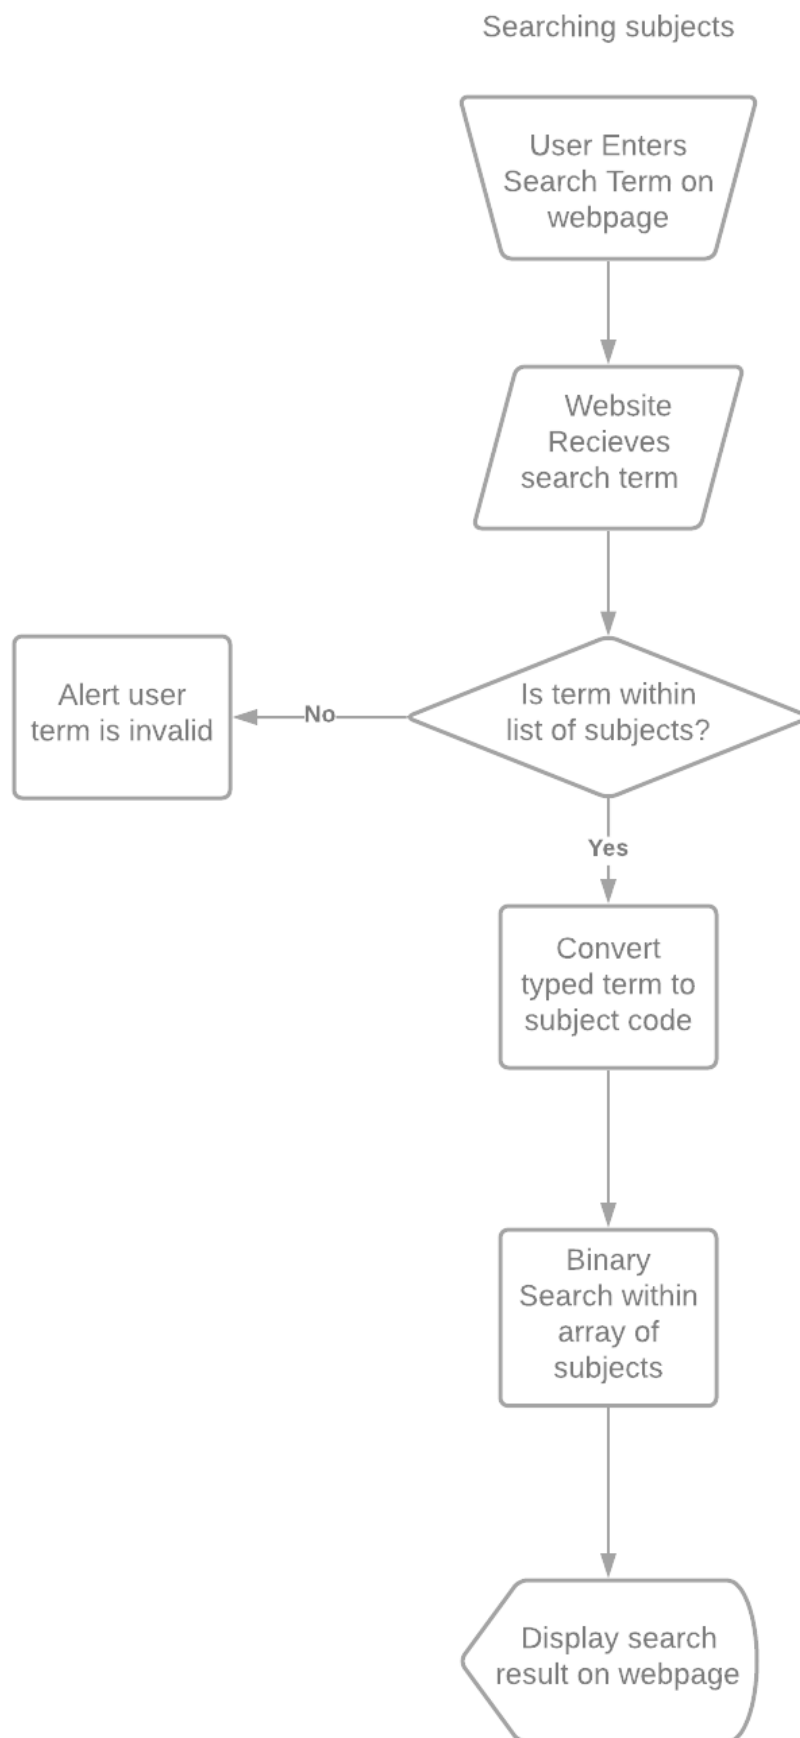 Searching subjects
User Enters
Search Term on
webpage
Website
Recieves
search term
Is term within
list of subjects?
No
Alert user
term is invalid
Yes
Convert
typed term to
subject code
Binary
Search within
array of
subjects
Display search
result on webpage